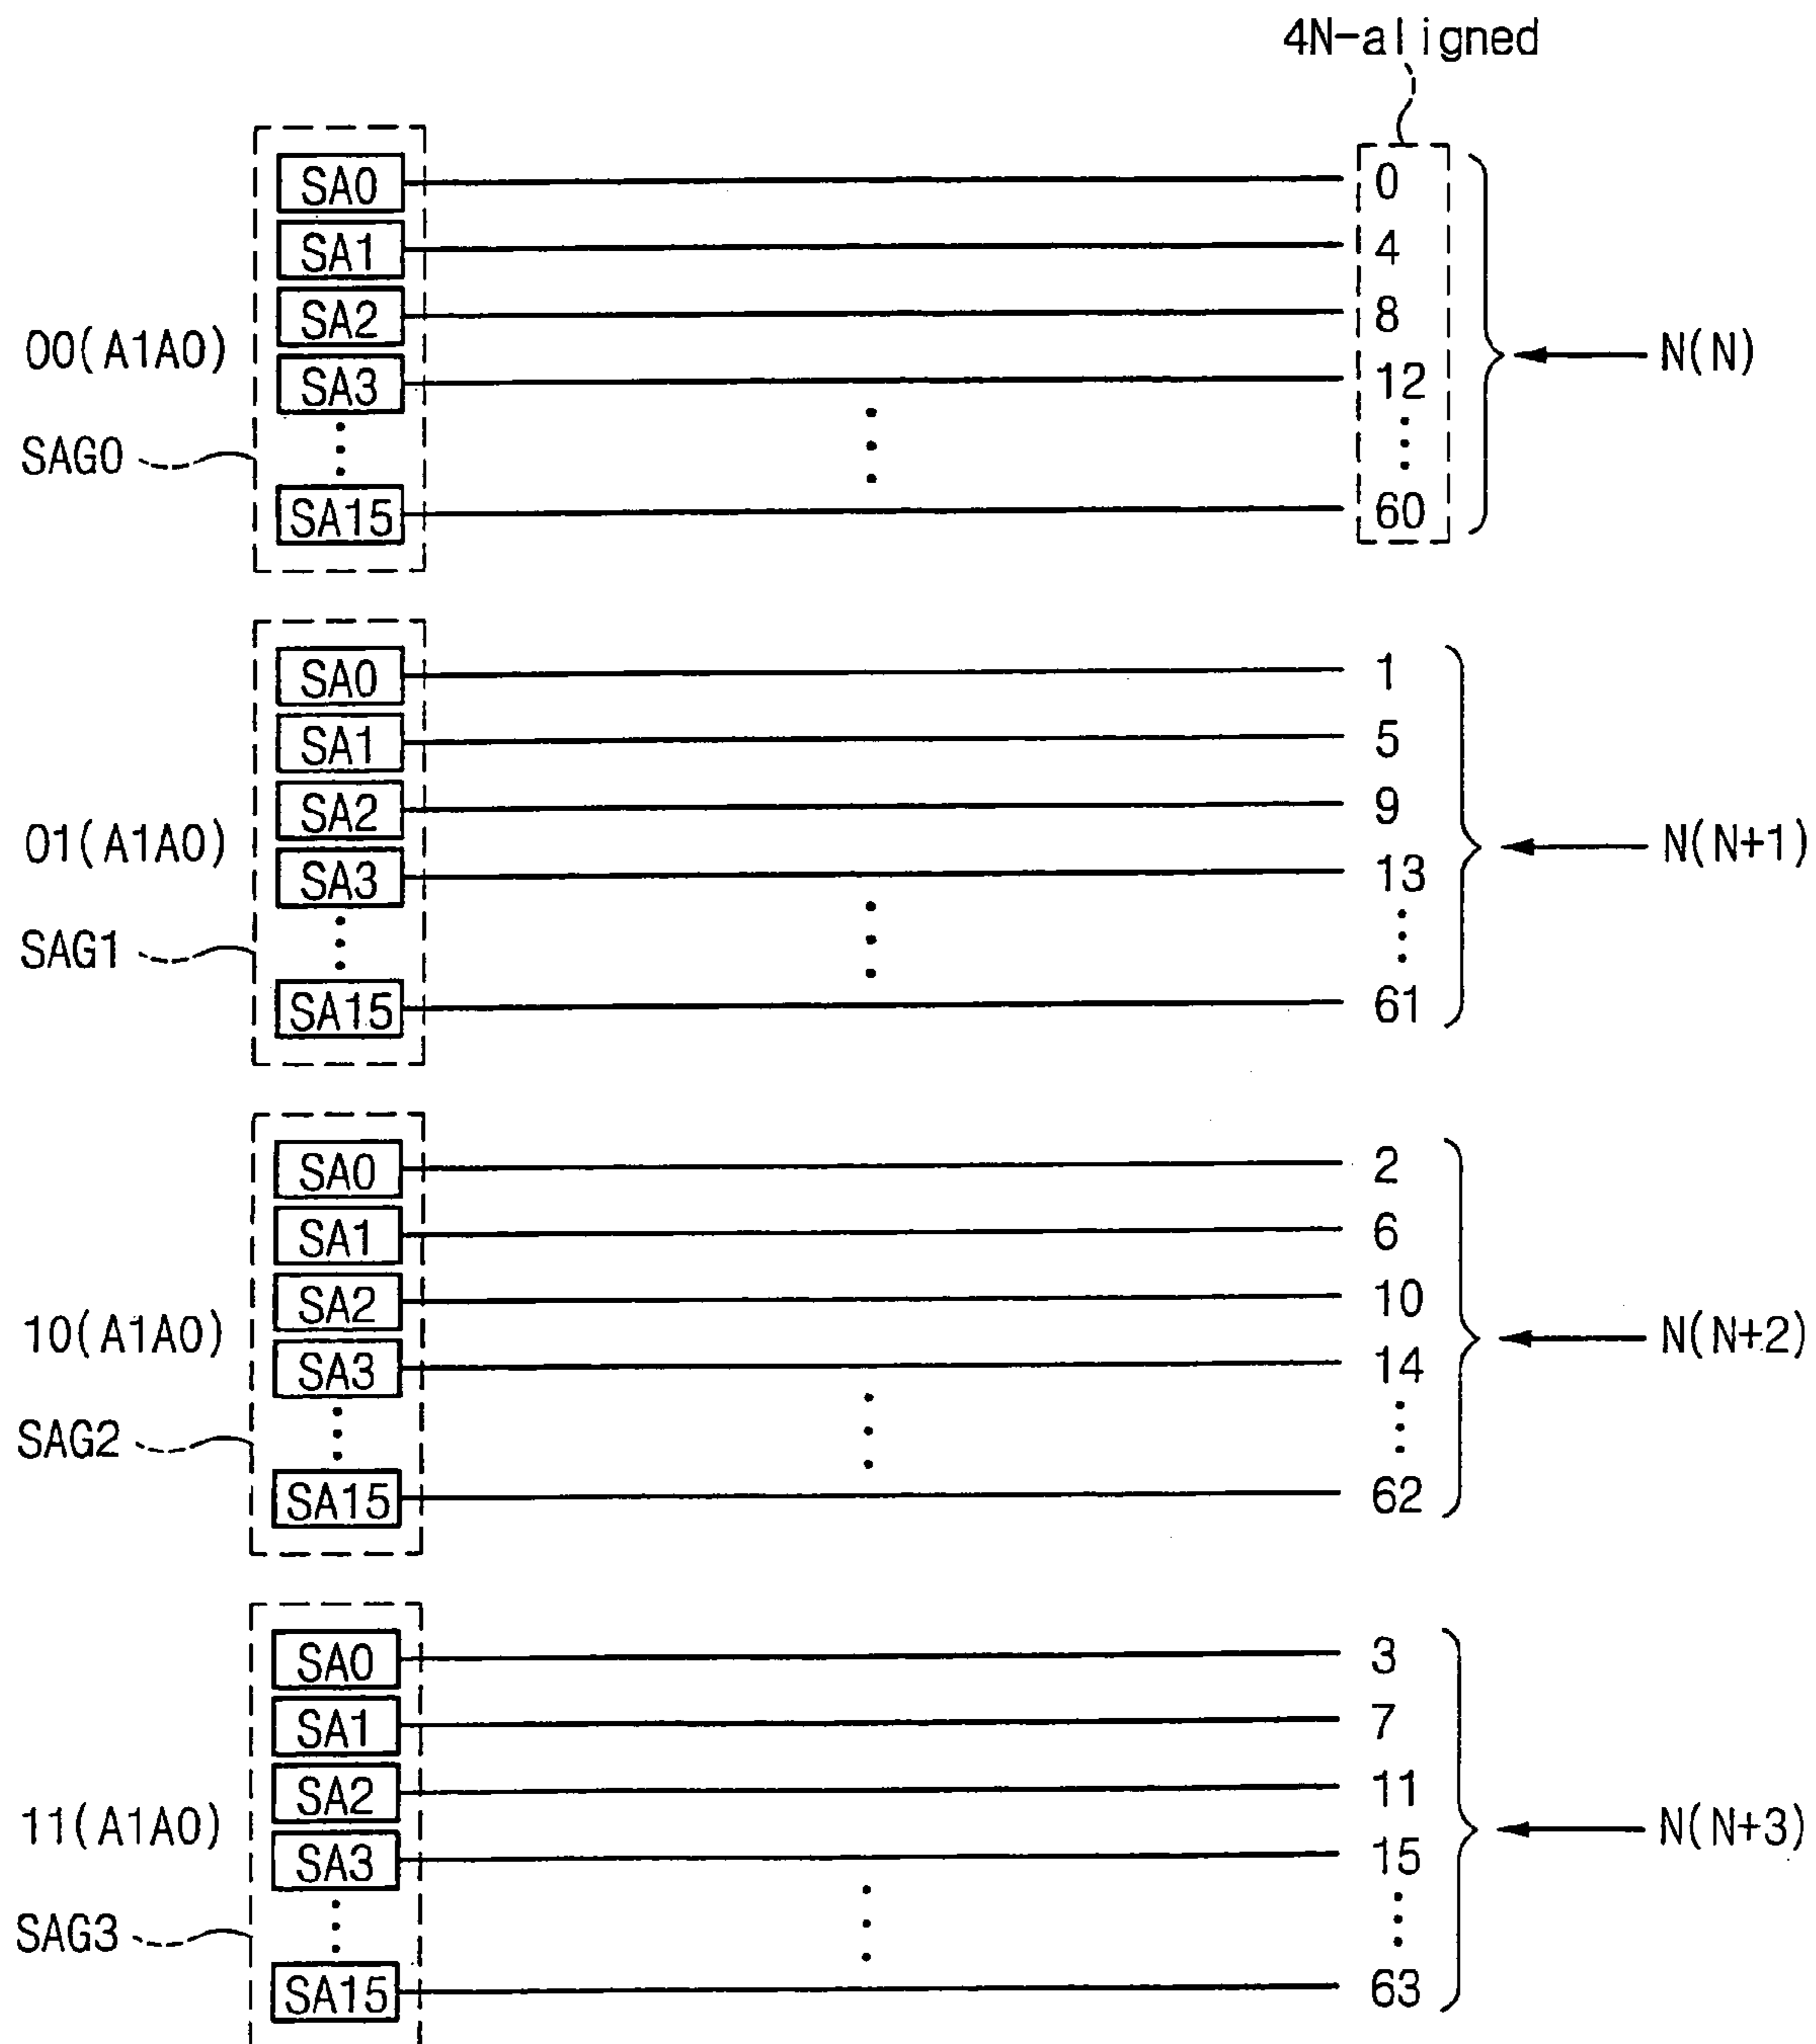 4N-aligned
SA0 0
SA1 4
SA2 8
00(A1A0) N(N)
SA3 12
SAG0
SA15 60
SA0 1
SA1 5
SA2 9
01(A1A0) N(N+1)
SA3 13
SAG1
SA15 61
SA0 2
SA1 6
SA2 10
10(A1A0) N(N+2)
SA3 14
SAG2
SA15 62
SA0 3
SA1 7
SA2 11
11(A1A0) N(N+3)
SA3 15
SAG3
SA15 63